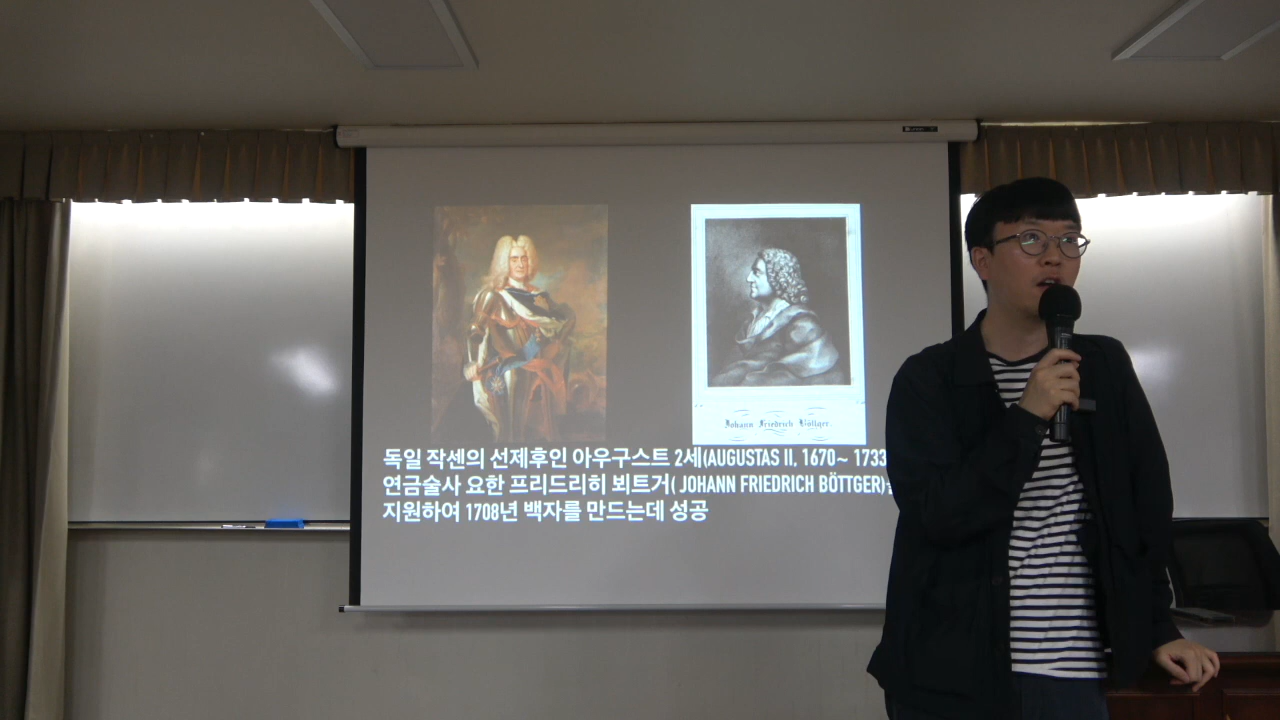 Johann Friedrich Böttger.
독일 작센의 선제후인 아우구스트 2세(AUGUSTAS II, 1670~ 1733
연금술사 요한 프리드리히 뵈트거( JOHANN FRIEDRICH BÖTTGER)를
지원하여 1708년 백자를 만드는데 성공